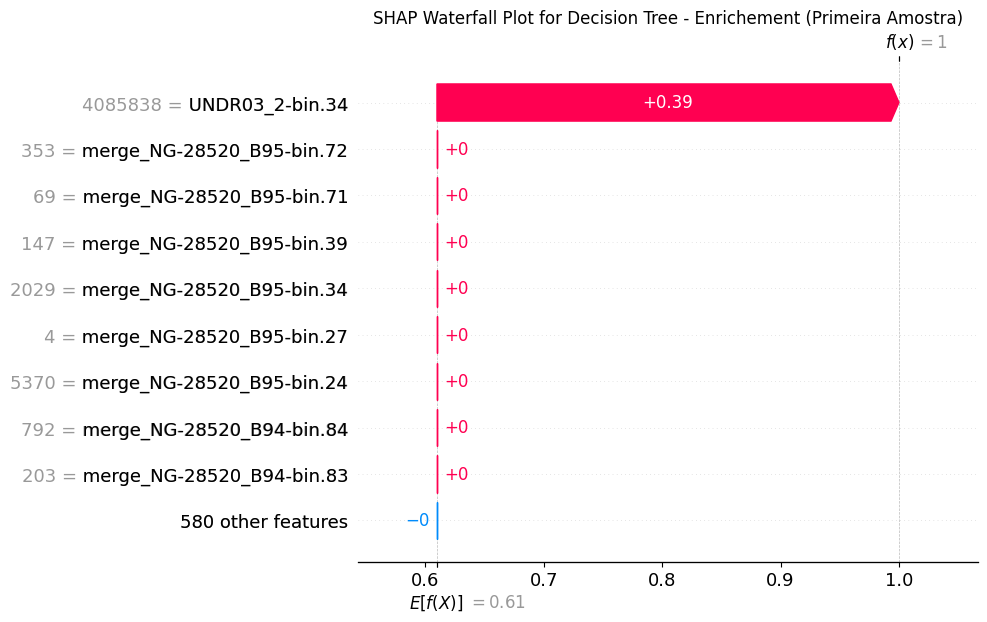 SHAP Waterfall Plot for Decision Tree - Enrichement (Primeira Amostra)
f(x) = 1
4085838 = UNDR03_2-bin.34
+0.39
353 = merge_NG-28520_B95-bin.72
+0
69 = merge_NG-28520_B95-bin.71
+0
147 = merge_NG-28520_B95-bin.39
+0
2029 = merge_NG-28520_B95-bin.34
+0
4 = merge_NG-28520_B95-bin.27
+0
5370 = merge_NG-28520_B95-bin.24
+0
792 = merge_NG-28520_B94-bin.84
+0
203 = merge_NG-28520_B94-bin.83
+0
580 other features
−0
0.6 0.7 0.8 0.9 1.0
E[f(X)] = 0.61